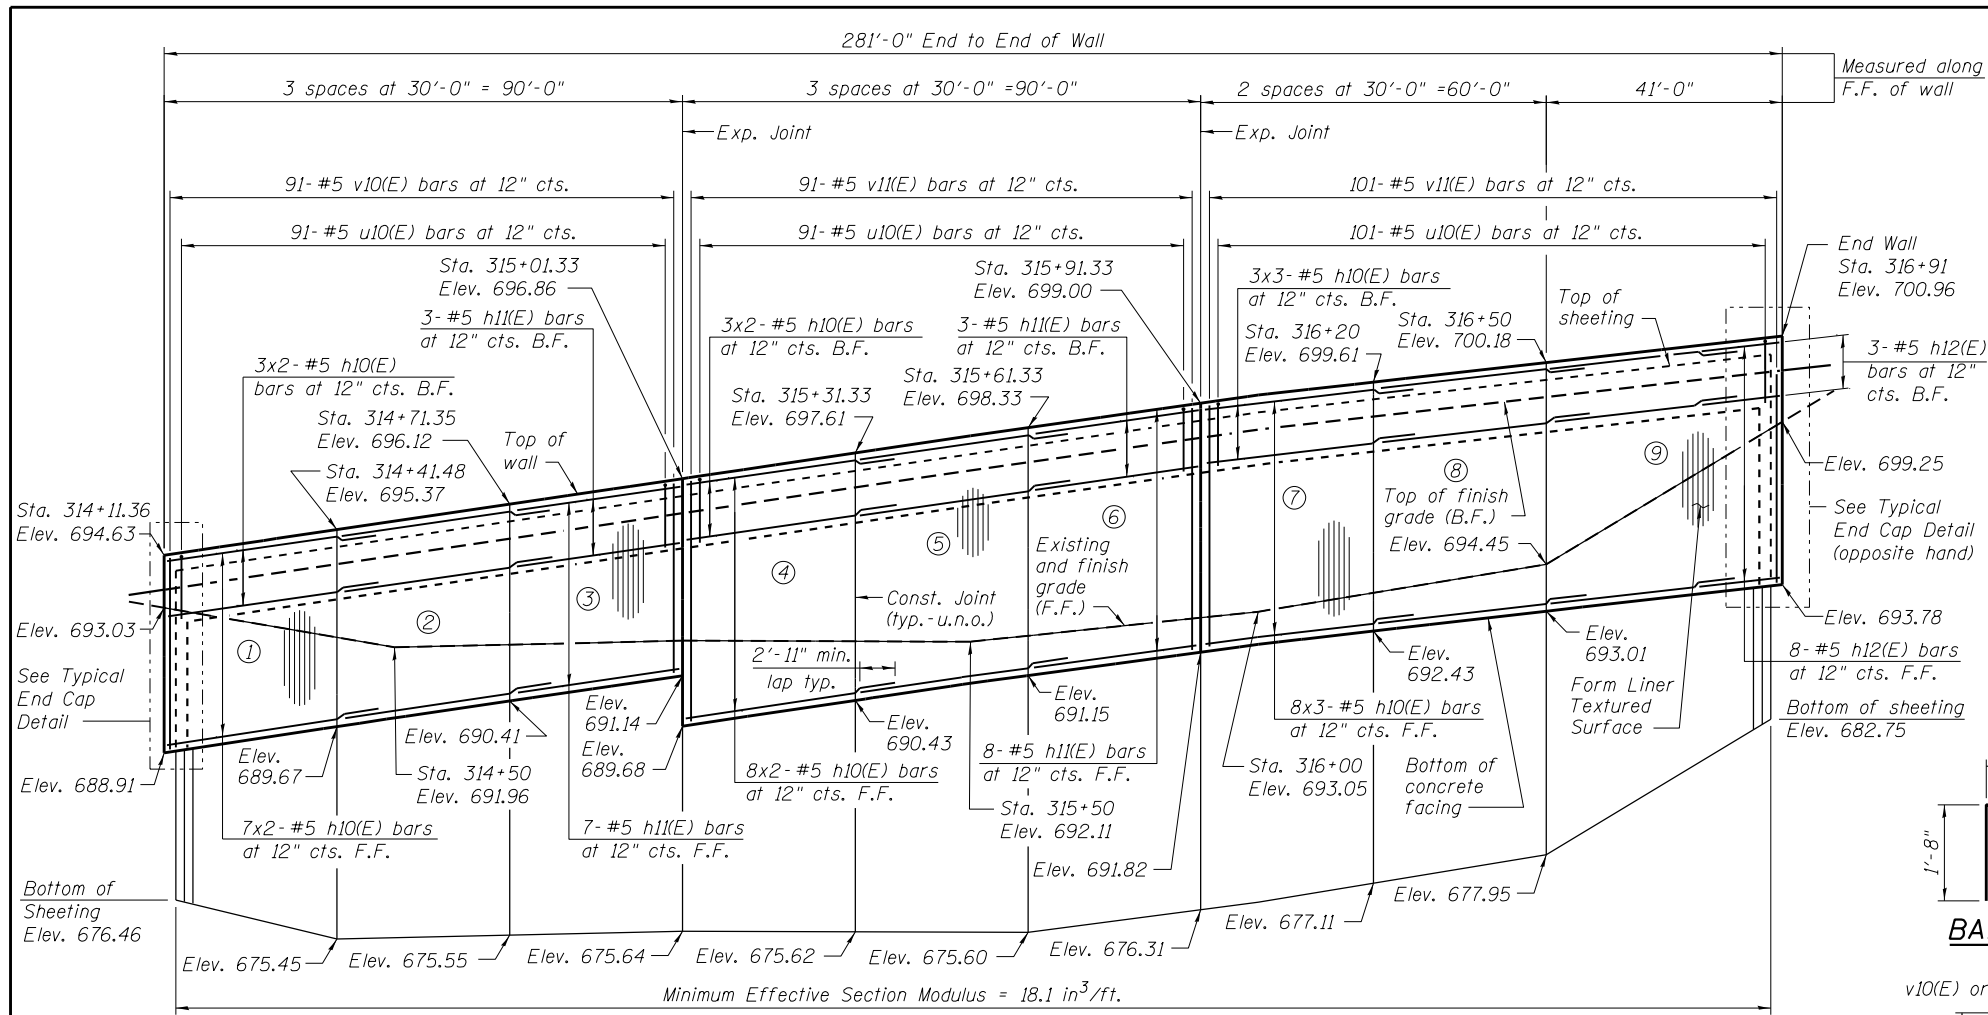 281'-0" End to End of Wall
Measured along
F.F. of wall
3 spaces at 30'-0" = 90'-0"
3 spaces at 30'-0" =90'-0"
2 spaces at 30'-0" =60'-0"
41'-0"
Exp. Joint
Exp. Joint
91- #5 v10(E) bars at 12" cts.
91- #5 v11(E) bars at 12" cts.
101- #5 v11(E) bars at 12" cts.
91- #5 u10(E) bars at 12" cts.
91- #5 u10(E) bars at 12" cts.
101- #5 u10(E) bars at 12" cts.
Sta. 315+01.33
Elev. 696.86
Sta. 315+91.33
Elev. 699.00
End Wall
Sta. 316+91
Elev. 700.96
3- #5 h11(E) bars
at 12" cts. B.F.
3x2- #5 h10(E) bars
at 12" cts. B.F.
3- #5 h11(E) bars
at 12" cts. B.F.
3x3- #5 h10(E) bars
at 12" cts. B.F.
Sta. 316+20
Elev. 699.61
Sta. 316+50
Elev. 700.18
Top of
sheeting
3- #5 h12(E)
bars at 12"
cts. B.F.
3x2- #5 h10(E)
bars at 12" cts. B.F.
Sta. 314+71.35
Elev. 696.12
Sta. 314+41.48
Elev. 695.37
Top of
wall
Sta. 315+31.33
Elev. 697.61
Sta. 315+61.33
Elev. 698.33
Sta. 314+11.36
Elev. 694.63
Elev. 693.03
See Typical
End Cap
Detail
Elev. 688.91
1
2
3
4
5
6
7
8
9
Existing
and finish
grade
(F.F.)
Const. Joint
(typ.-u.n.o.)
2'-11" min.
lap typ.
Top of finish
grade (B.F.)
Elev. 694.45
Elev. 699.25
See Typical
End Cap Detail
(opposite hand)
Elev. 693.78
8- #5 h12(E) bars
at 12" cts. F.F.
Bottom of sheeting
Elev. 682.75
Elev.
689.67
Elev. 690.41
Elev.
691.14
Elev.
689.68
Elev.
690.43
Elev.
691.15
Elev.
692.43
Elev.
693.01
Form Liner
Textured
Surface
Sta. 314+50
Elev. 691.96
8x2- #5 h10(E) bars
at 12" cts. F.F.
8- #5 h11(E) bars
at 12" cts. F.F.
8x3- #5 h10(E) bars
at 12" cts. F.F.
Sta. 316+00
Elev. 693.05
Bottom of
concrete
facing
Sta. 315+50
Elev. 692.11
7x2- #5 h10(E) bars
at 12" cts. F.F.
7- #5 h11(E) bars
at 12" cts. F.F.
Elev. 691.82
Bottom of
Sheeting
Elev. 676.46
Elev. 675.45
Elev. 675.55
Elev. 675.64
Elev. 675.62
Elev. 675.60
Elev. 676.31
Elev. 677.11
Elev. 677.95
1'-8"
BA
Minimum Effective Section Modulus = 18.1 in³/ft.
v10(E) or